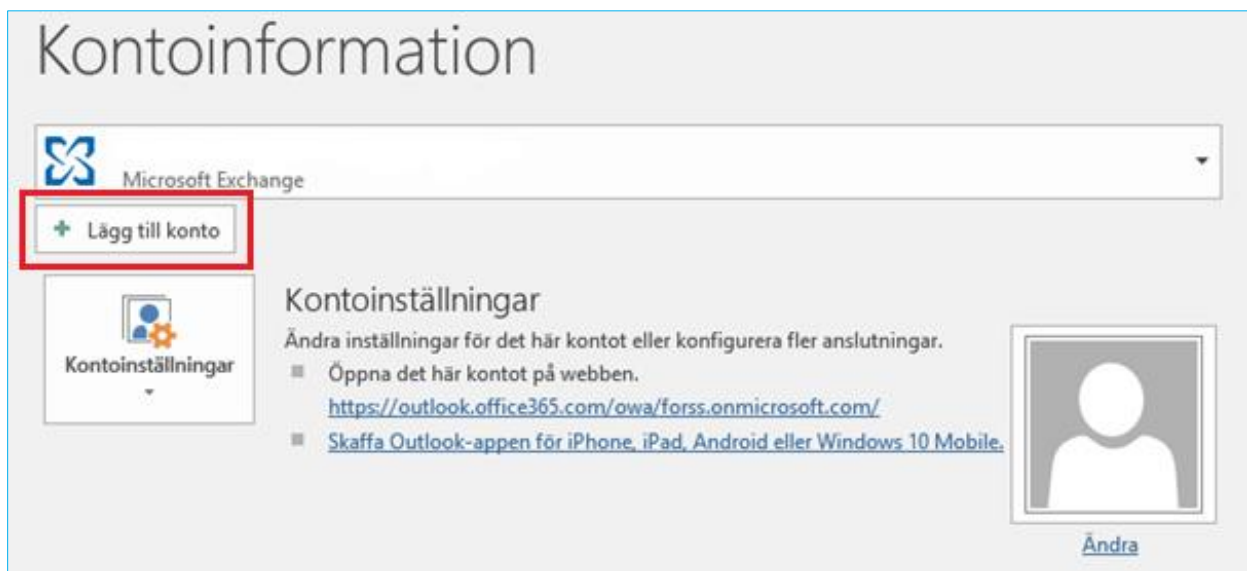 Kontoinformation
Microsoft Exchange
Lägg till konto
Kontoinställningar
Kontoinställningar
Ändra inställningar för det här kontot eller konfigurera fler anslutningar.
Öppna det här kontot på webben.
https://outlook.office365.com/owa/forss.onmicrosoft.com/
Skaffa Outlook-appen för iPhone, iPad, Android eller Windows 10 Mobile.
Ändra